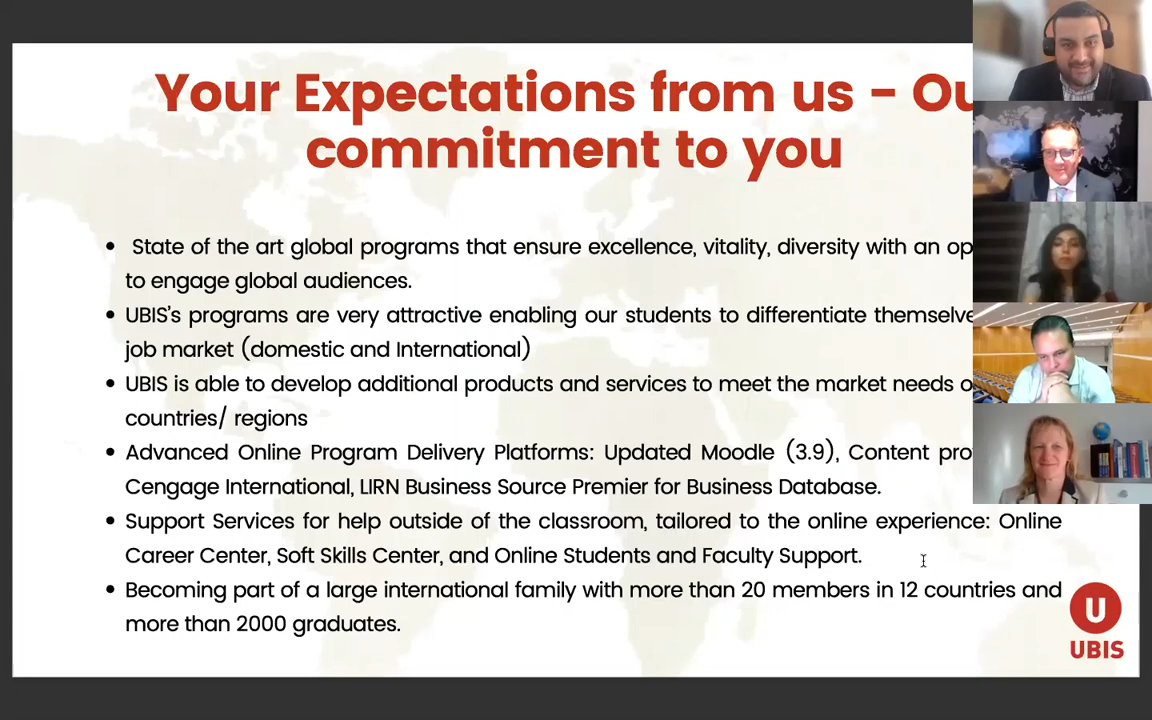 Your Expectations from us - Ou
commitment to you
• State of the art global programs that ensure excellence, vitality, diversity with an op
to engage global audiences.
• UBIS's programs are very attractive enabling our students to differentiate themselve
job market (domestic and International)
• UBIS is able to develop additional products and services to meet the market needs o
countries/ regions
• Advanced Online Program Delivery Platforms: Updated Moodle (3.9), Content pro
Cengage International, LIRN Business Source Premier for Business Database.
• Support Services for help outside of the classroom, tailored to the online experience: Online
Career Center, Soft Skills Center, and Online Students and Faculty Support.
• Becoming part of a large international family with more than 20 members in 12 countries and
more than 2000 graduates.
U
UBIS